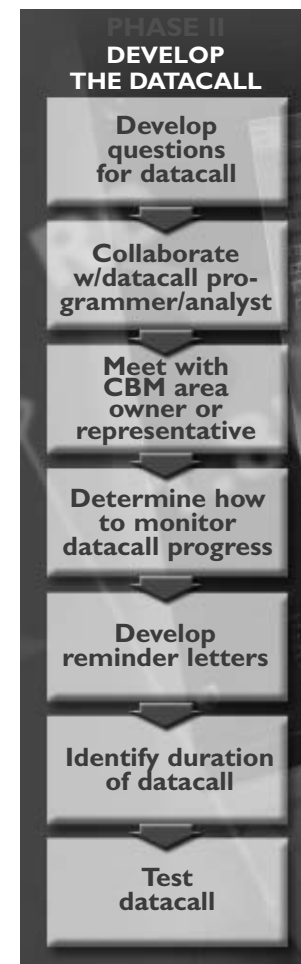 PHASE II
DEVELOP
THE DATACALL
Develop
questions
for datacall
Collaborate
w/datacall pro-
grammer/analyst
Meet with
CBM area
owner or
representative
Determine how
to monitor
datacall progress
Develop
reminder letters
Identify duration
of datacall
Test
datacall